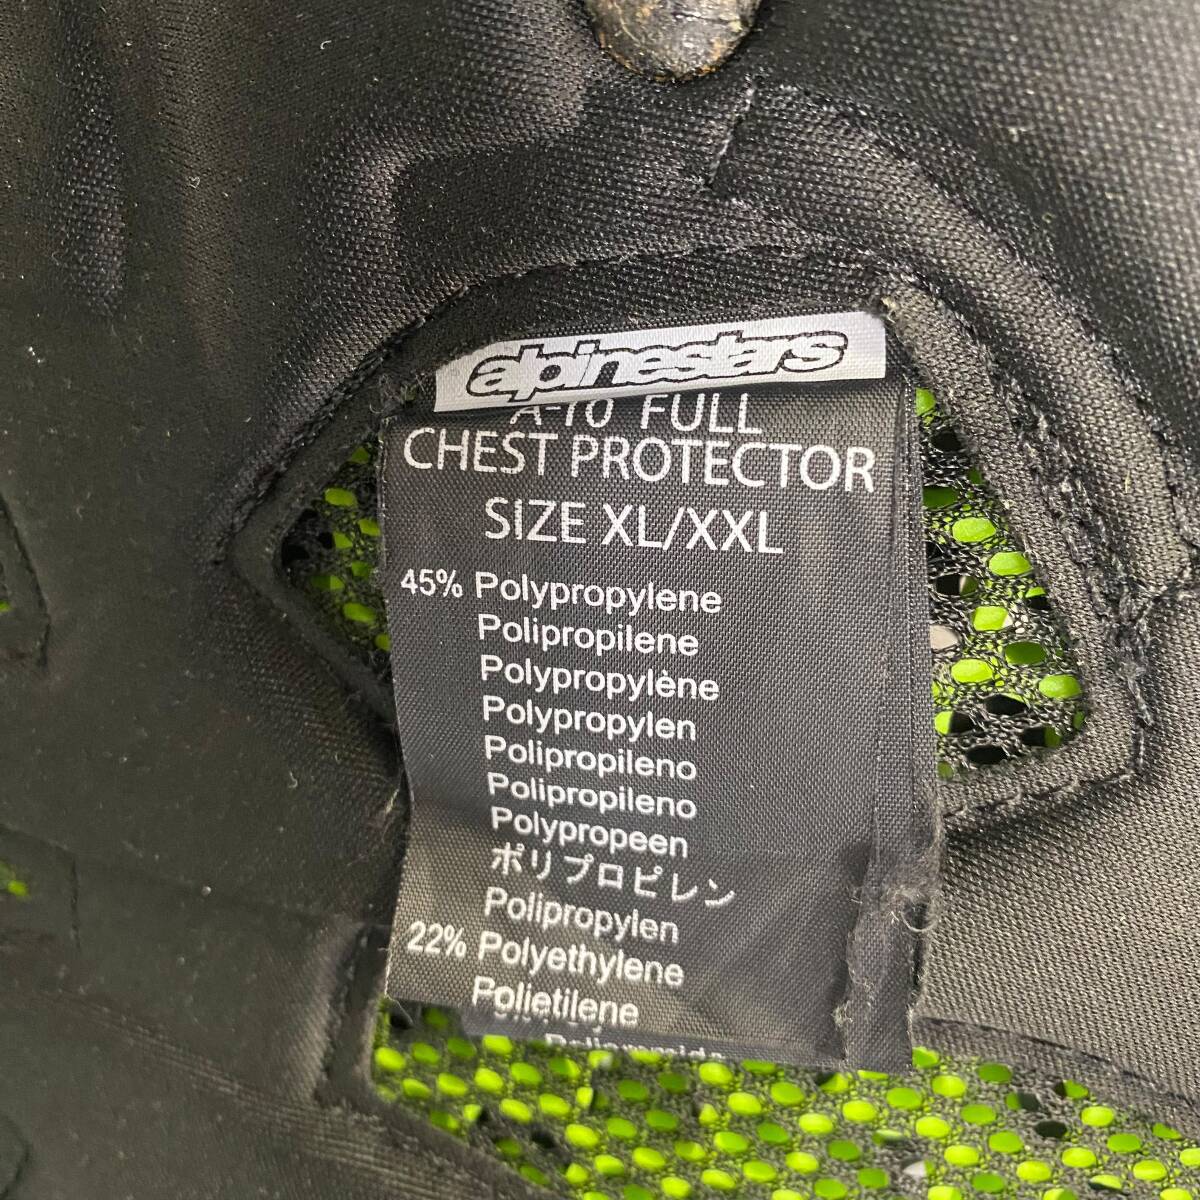 alpinestars
A-10 FULL
CHEST PROTECTOR
SIZE XL/XXL
45% Polypropylene
Polipropilene
Polypropylène
Polypropylen
Polipropileno
Polipropileno
Polypropeen
ポリプロピレン
Polipropylen
22% Polyethylene
Polietilene